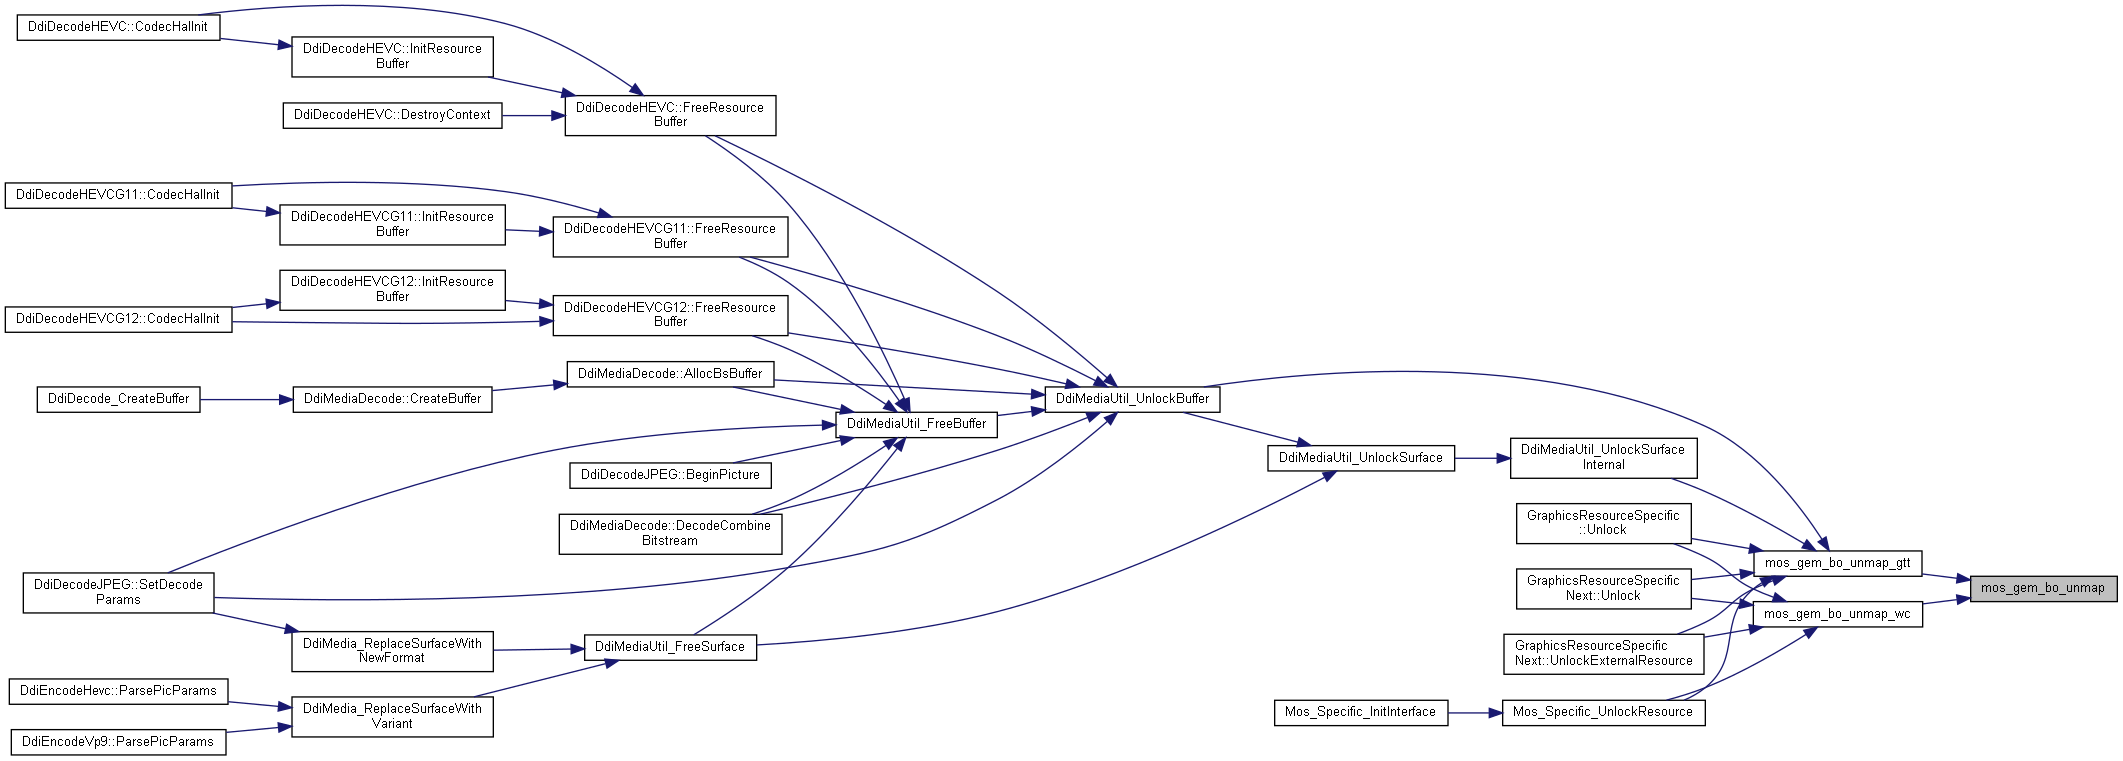 DdiDecodeHEVC::CodecHalInit
DdiDecodeHEVC::InitResource
Buffer
DdiDecodeHEVC::DestroyContext
DdiDecodeHEVC::FreeResource
Buffer
DdiDecodeHEVCG11::CodecHalInit
DdiDecodeHEVCG11::InitResource
Buffer
DdiDecodeHEVCG11::FreeResource
Buffer
DdiDecodeHEVCG12::InitResource
Buffer
DdiDecodeHEVCG12::CodecHalInit
DdiDecodeHEVCG12::FreeResource
Buffer
DdiMediaDecode::AllocBsBuffer
DdiDecode_CreateBuffer
DdiMediaDecode::CreateBuffer
DdiMediaUtil_UnlockBuffer
DdiMediaUtil_FreeBuffer
DdiDecodeJPEG::BeginPicture
DdiMediaUtil_UnlockSurface
DdiMediaUtil_UnlockSurface
Internal
DdiMediaDecode::DecodeCombine
Bitstream
GraphicsResourceSpecific
::Unlock
mos_gem_bo_unmap_gtt
mos_gem_bo_unmap
DdiDecodeJPEG::SetDecode
Params
GraphicsResourceSpecific
Next::Unlock
mos_gem_bo_unmap_wc
DdiMedia_ReplaceSurfaceWith
NewFormat
DdiMediaUtil_FreeSurface
GraphicsResourceSpecific
Next::UnlockExternalResource
DdiEncodeHevc::ParsePicParams
DdiMedia_ReplaceSurfaceWith
Variant
Mos_Specific_InitInterface
Mos_Specific_UnlockResource
DdiEncodeVp9::ParsePicParams